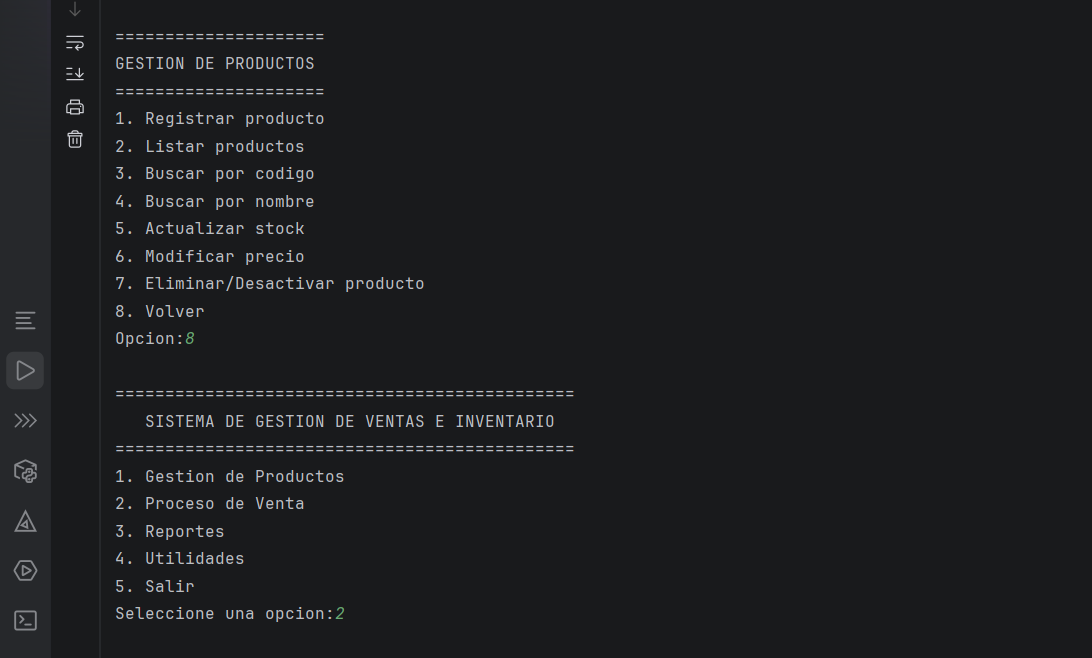 =====================
GESTION DE PRODUCTOS
=====================
1. Registrar producto
2. Listar productos
3. Buscar por codigo
4. Buscar por nombre
5. Actualizar stock
6. Modificar precio
7. Eliminar/Desactivar producto
8. Volver
Opcion:8
==============================================
SISTEMA DE GESTION DE VENTAS E INVENTARIO
==============================================
1. Gestion de Productos
2. Proceso de Venta
3. Reportes
4. Utilidades
5. Salir
Seleccione una opcion:2